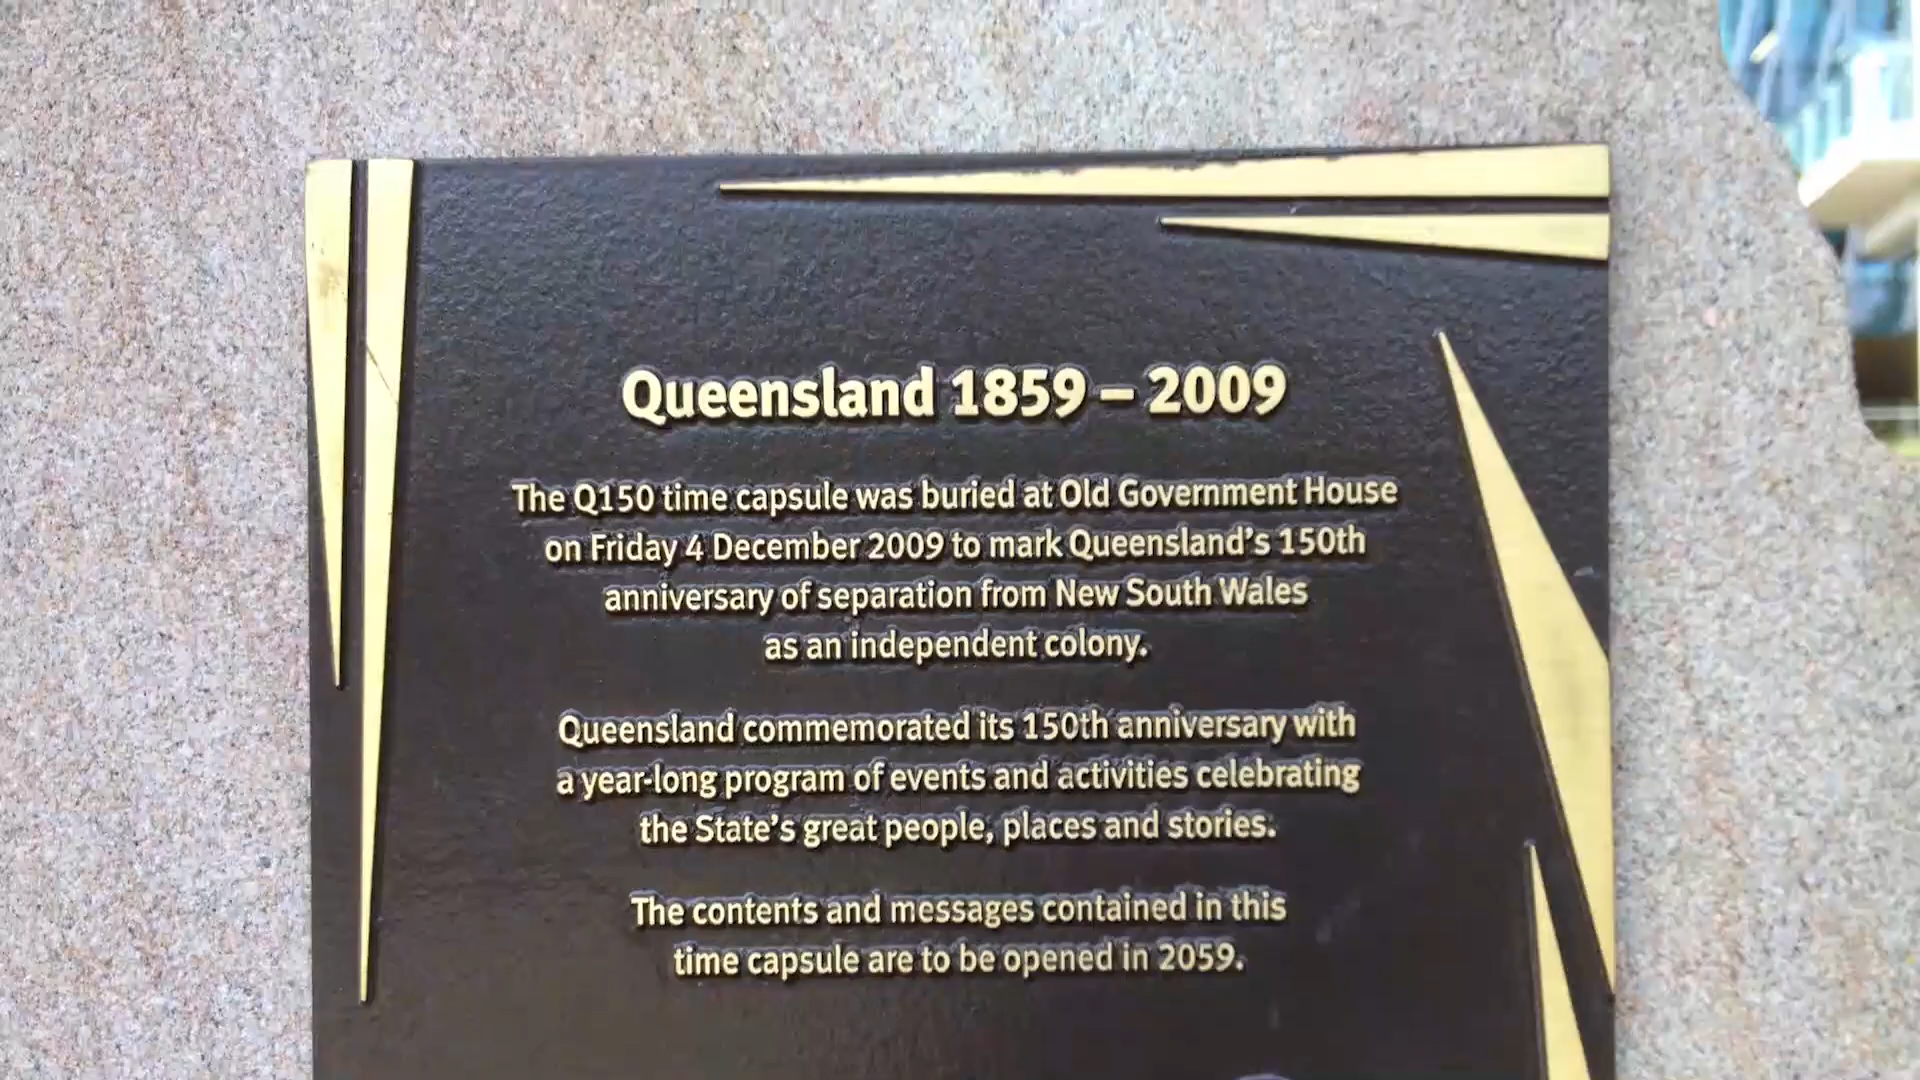 Queensland 1859 – 2009
The Q150 time capsule was buried at Old Government House
on Friday 4 December 2009 to mark Queensland’s 150th
anniversary of separation from New South Wales
as an independent colony.
Queensland commemorated its 150th anniversary with
a year-long program of events and activities celebrating
the State’s great people, places and stories.
The contents and messages contained in this
time capsule are to be opened in 2059.